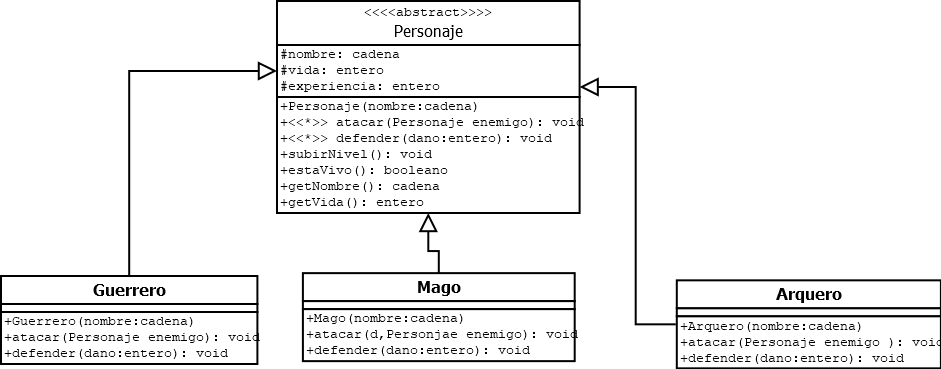 <<<<abstract>>>>
Personaje
#nombre: cadena
#vida: entero
#experiencia: entero
+Personaje(nombre:cadena)
+<<*>> atacar(Personaje enemigo): void
+<<*>> defender(dano:entero): void
+subirNivel(): void
+estaVivo(): booleano
+getNombre(): cadena
+getVida(): entero
Guerrero
+Guerrero(nombre:cadena)
+atacar(Personaje enemigo): void
+defender(dano:entero): void
Mago
+Mago(nombre:cadena)
+atacar(d,Personjae enemigo): void
+defender(dano:entero): void
Arquero
+Arquero(nombre:cadena)
+atacar(Personaje enemigo ): void
+defender(dano:entero): void